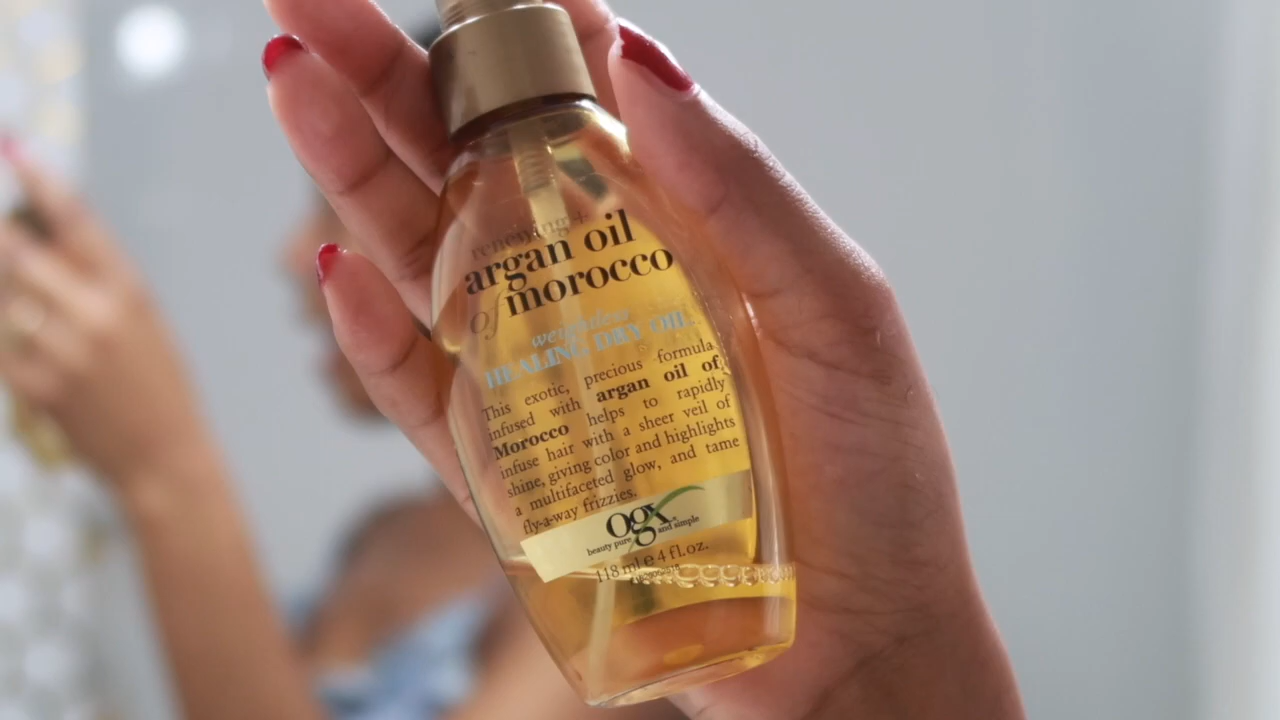 renewing +
argan oil
of morocco
weightless
HEALING DRY OIL
This exotic, precious formula
infused with argan oil of
Morocco helps to rapidly
infuse hair with a sheer veil of
shine, giving color and highlights
a multifaceted glow, and tame
fly-a-way frizzies.
ogx®
beauty pure and simple
118 ml e 4 fl. oz.